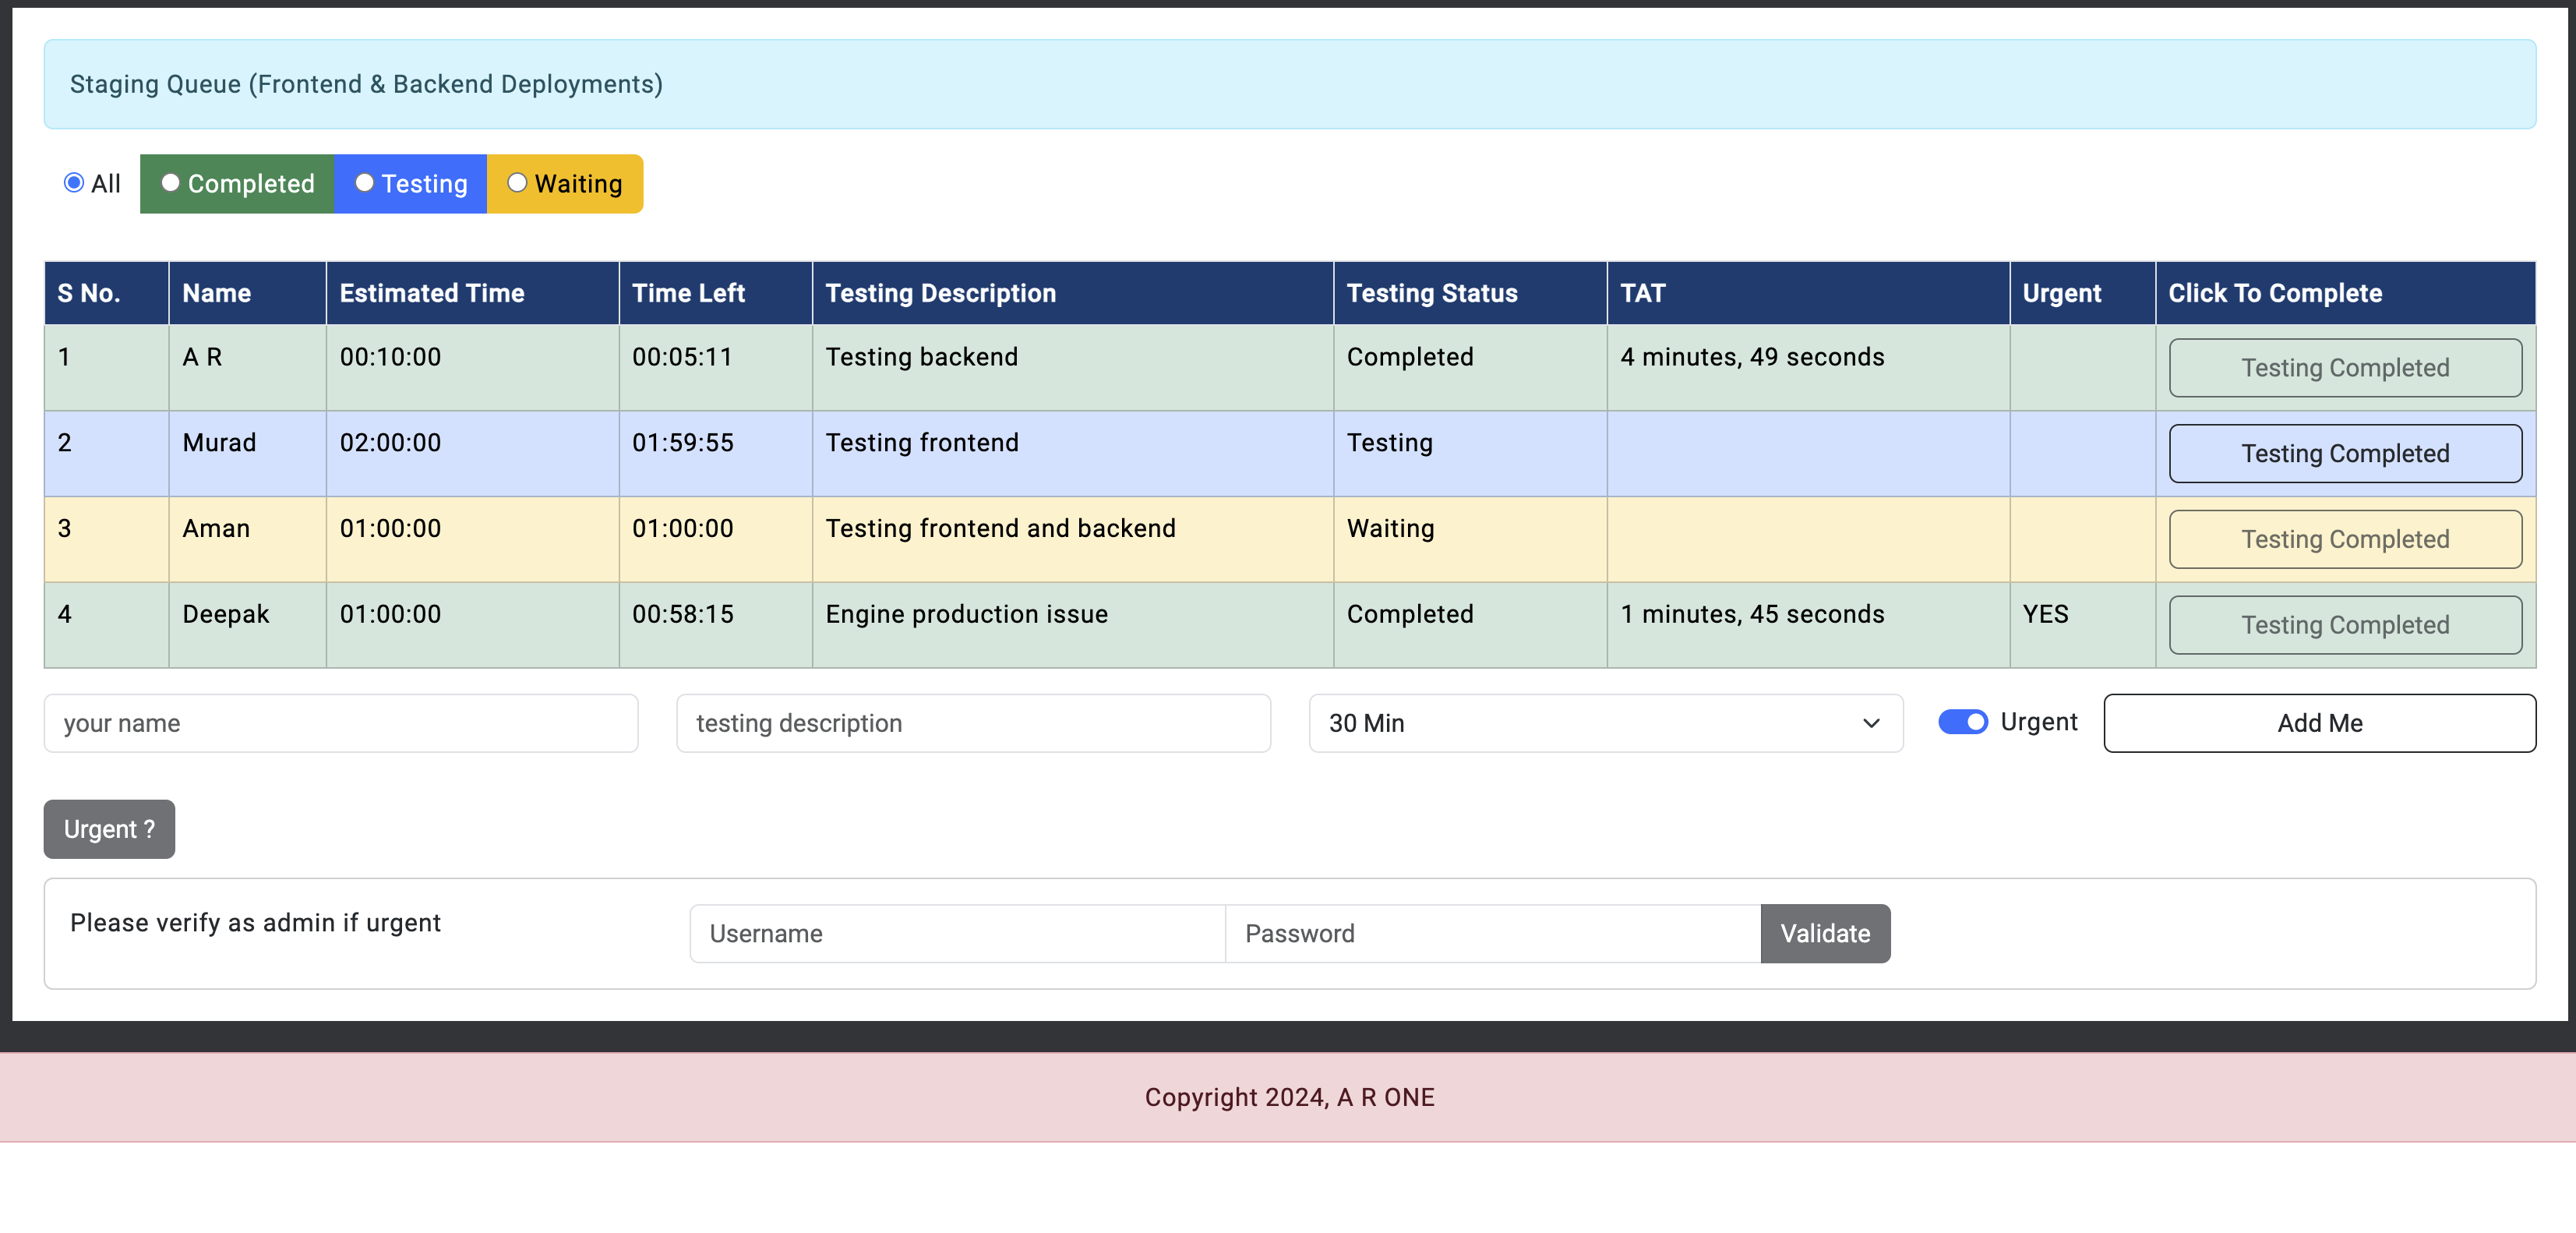 Staging Queue (Frontend & Backend Deployments)
All Completed Testing Waiting
S No. Name Estimated Time Time Left Testing Description Testing Status TAT Urgent Click To Complete
1 A R 00:10:00 00:05:11 Testing backend Completed 4 minutes, 49 seconds Testing Completed
2 Murad 02:00:00 01:59:55 Testing frontend Testing Testing Completed
3 Aman 01:00:00 01:00:00 Testing frontend and backend Waiting Testing Completed
4 Deepak 01:00:00 00:58:15 Engine production issue Completed 1 minutes, 45 seconds YES Testing Completed
your name testing description 30 Min Urgent Add Me
Urgent ?
Please verify as admin if urgent Username Password Validate
Copyright 2024, A R ONE